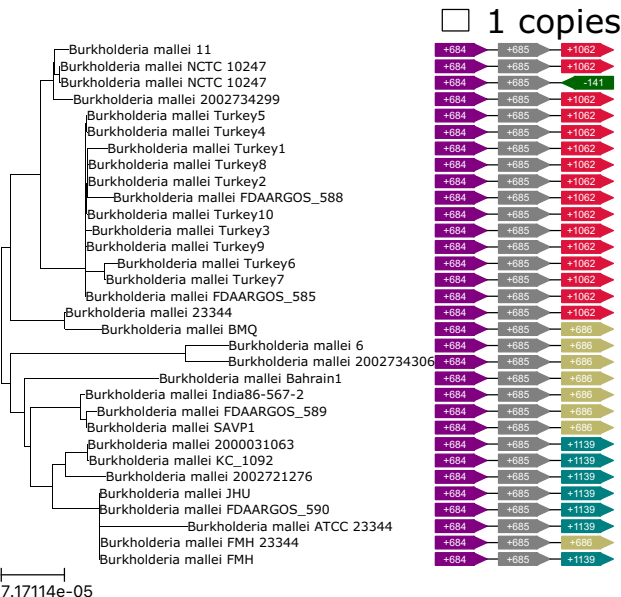 1 copies
Burkholderia mallei 11 +684 +685 +1062
Burkholderia mallei NCTC 10247 +684 +685 +1062
Burkholderia mallei NCTC 10247 +684 +685 -141
Burkholderia mallei 2002734299 +684 +685 +1062
Burkholderia mallei Turkey5 +684 +685 +1062
Burkholderia mallei Turkey4 +684 +685 +1062
Burkholderia mallei Turkey1 +684 +685 +1062
Burkholderia mallei Turkey8 +684 +685 +1062
Burkholderia mallei Turkey2 +684 +685 +1062
Burkholderia mallei FDAARGOS_588 +684 +685 +1062
Burkholderia mallei Turkey10 +684 +685 +1062
Burkholderia mallei Turkey3 +684 +685 +1062
Burkholderia mallei Turkey9 +684 +685 +1062
Burkholderia mallei Turkey6 +684 +685 +1062
Burkholderia mallei Turkey7 +684 +685 +1062
Burkholderia mallei FDAARGOS_585 +684 +685 +1062
Burkholderia mallei 23344 +684 +685 +1062
Burkholderia mallei BMQ +684 +685 +686
Burkholderia mallei 6 +684 +685 +686
Burkholderia mallei 2002734306 +684 +685 +686
Burkholderia mallei Bahrain1 +684 +685 +686
Burkholderia mallei India86-567-2 +684 +685 +686
Burkholderia mallei FDAARGOS_589 +684 +685 +686
Burkholderia mallei SAVP1 +684 +685 +686
Burkholderia mallei 2000031063 +684 +685 +1139
Burkholderia mallei KC_1092 +684 +685 +1139
Burkholderia mallei 2002721276 +684 +685 +1139
Burkholderia mallei JHU +684 +685 +1139
Burkholderia mallei FDAARGOS_590 +684 +685 +1139
Burkholderia mallei ATCC 23344 +684 +685 +1139
Burkholderia mallei FMH 23344 +684 +685 +686
Burkholderia mallei FMH +684 +685 +1139
7.17114e-05